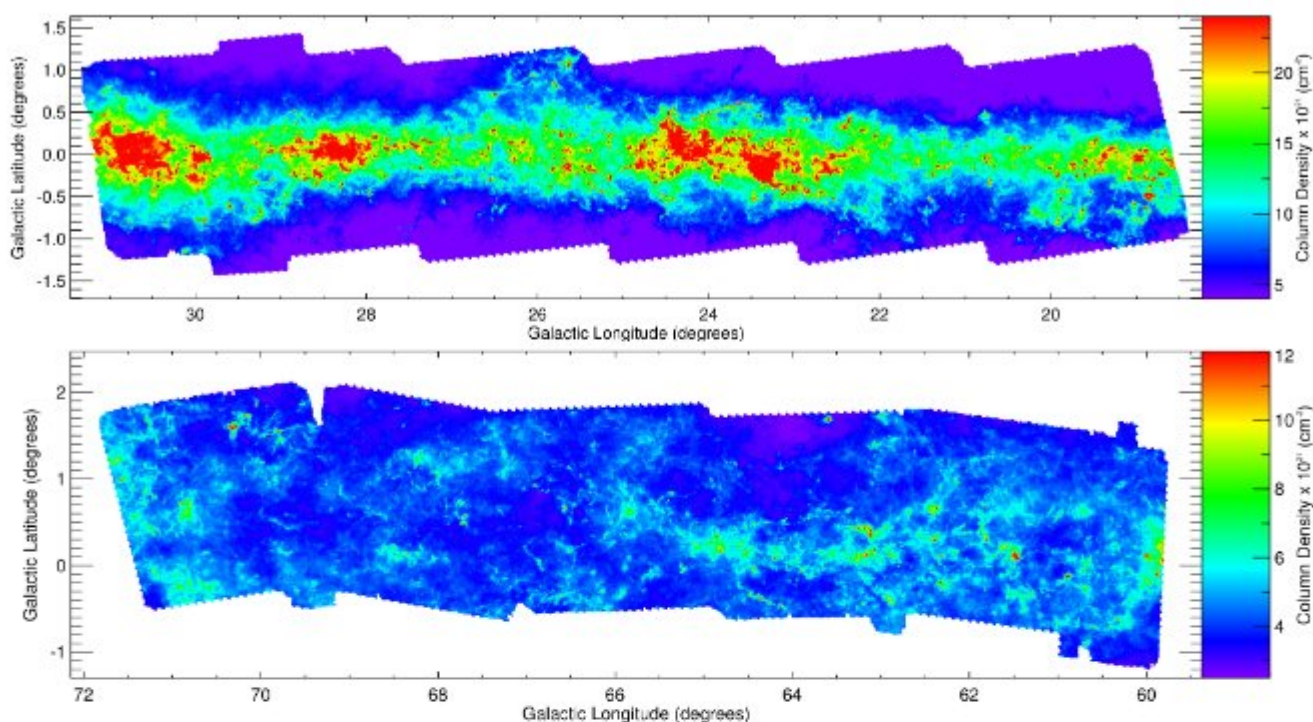 1.5
1.0
0.5
0.0
-0.5
-1.0
-1.5
Galactic Latitude (degrees)
30 28 26 24 22 20
Galactic Longitude (degrees)
20
15
10
5
Column Density x 10²¹ (cm⁻²)
2
1
0
-1
Galactic Latitude (degrees)
72 70 68 66 64 62 60
Galactic Longitude (degrees)
12
10
8
6
4
Column Density x 10²¹ (cm⁻²)